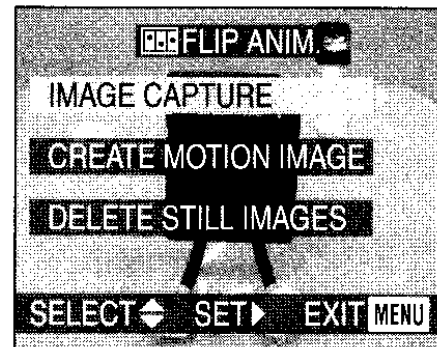 FLIP ANIM.
IMAGE CAPTURE
CREATE MOTION IMAGE
DELETE STILL IMAGES
SELECT SET EXIT MENU